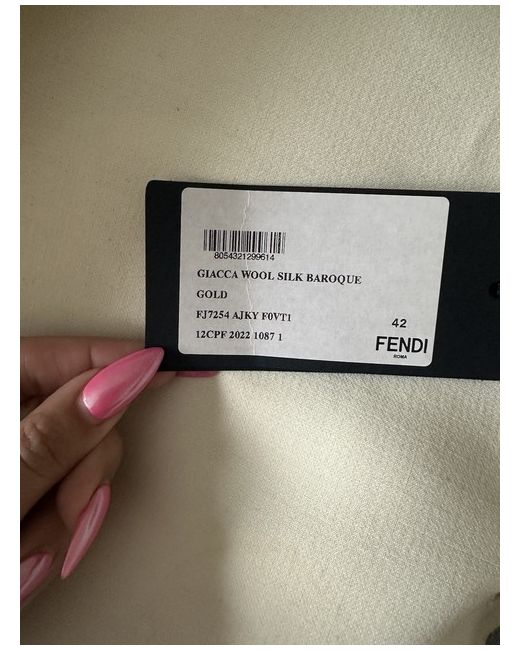 8054321299614
GIACCA WOOL SILK BAROQUE
GOLD
FJ7254 AJKY F0VT1
12CPF 2022 1087 1
42
FENDI
ROMA